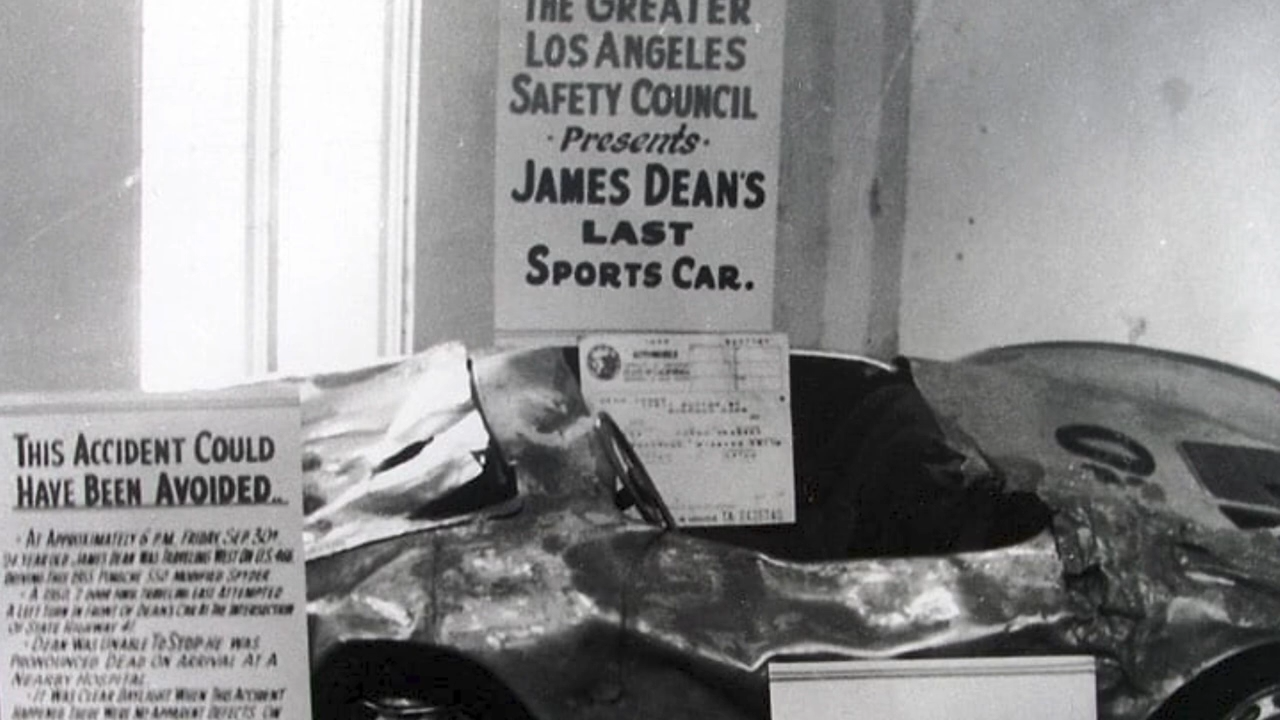 THE GREATER
LOS ANGELES
SAFETY COUNCIL
· Presents ·
JAMES DEAN'S
LAST
SPORTS CAR.
AUTOMOBILE
THIS ACCIDENT COULD
HAVE BEEN AVOIDED..
· AT APPROXIMATELY 6 P.M. FRIDAY SEP. 30th
24 YEAR OLD JAMES DEAN WAS TRAVELING WEST ON U.S. 466
DRIVING THIS 1955 PORSCHE 550 MODIFIED SPYDER
· A 1950, 2 DOOR FORD TRAVELING EAST ATTEMPTED
A LEFT TURN IN FRONT OF DEAN'S CAR AT THE INTERSECTION
OF STATE HIGHWAY 41
· DEAN WAS UNABLE TO STOP HE WAS
PRONOUNCED DEAD ON ARRIVAL AT A
NEARBY HOSPITAL
· IT WAS CLEAR DAYLIGHT WHEN THIS ACCIDENT
HAPPENED THERE WERE NO APPARENT DEFECTS ON